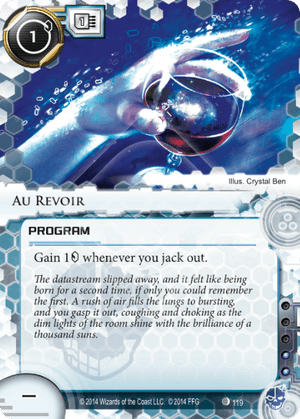 1
1
Illus. Crystal Ben
AU REVOIR
PROGRAM
Gain 1 whenever you jack out.
The datastream slipped away, and it felt like being
born for a second time, if only you could remember
the first. A rush of air fills the lungs to bursting,
and you gasp it out, coughing and choking as the
dim lights of the room shine with the brilliance of a
thousand suns.
–
© 2014 Wizards of the Coast LLC. © 2014 FFG
119